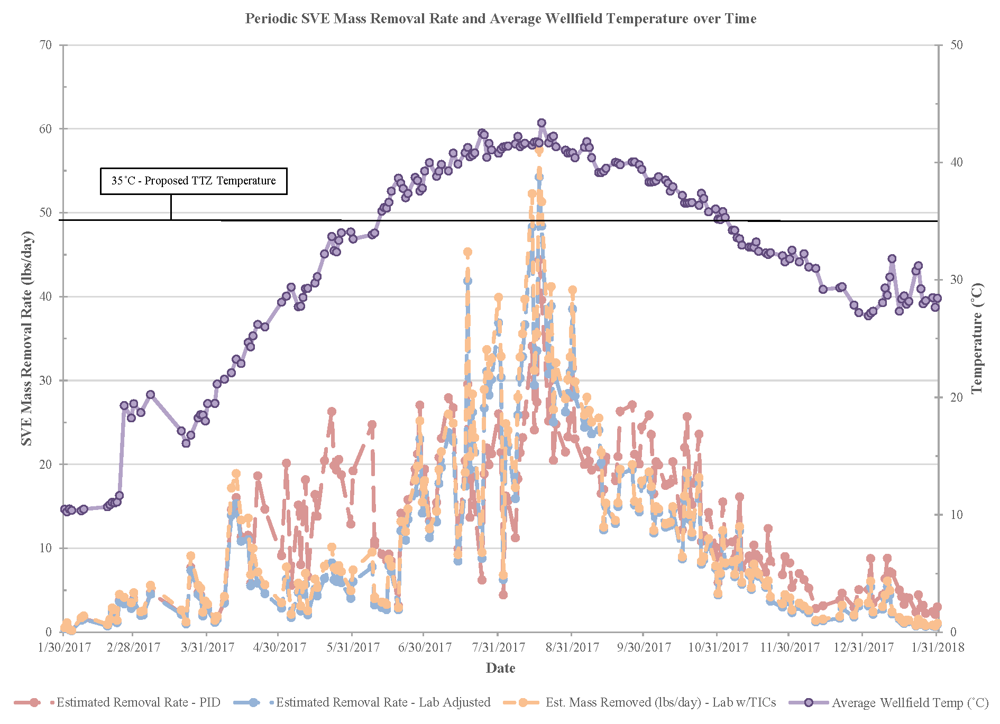 Periodic SVE Mass Removal Rate and Average Wellfield Temperature over Time
70
60
50
40
30
20
10
0
SVE Mass Removal Rate (lbs/day)
35˚C - Proposed TTZ Temperature
50
40
30
20
10
0
Temperature (˚C)
1/30/2017 2/28/2017 3/31/2017 4/30/2017 5/31/2017 6/30/2017 7/31/2017 8/31/2017 9/30/2017 10/31/2017 11/30/2017 12/31/2017 1/31/2018
Date
Estimated Removal Rate - PID Estimated Removal Rate - Lab Adjusted Est. Mass Removed (lbs/day) - Lab w/TICs Average Wellfield Temp (˚C)